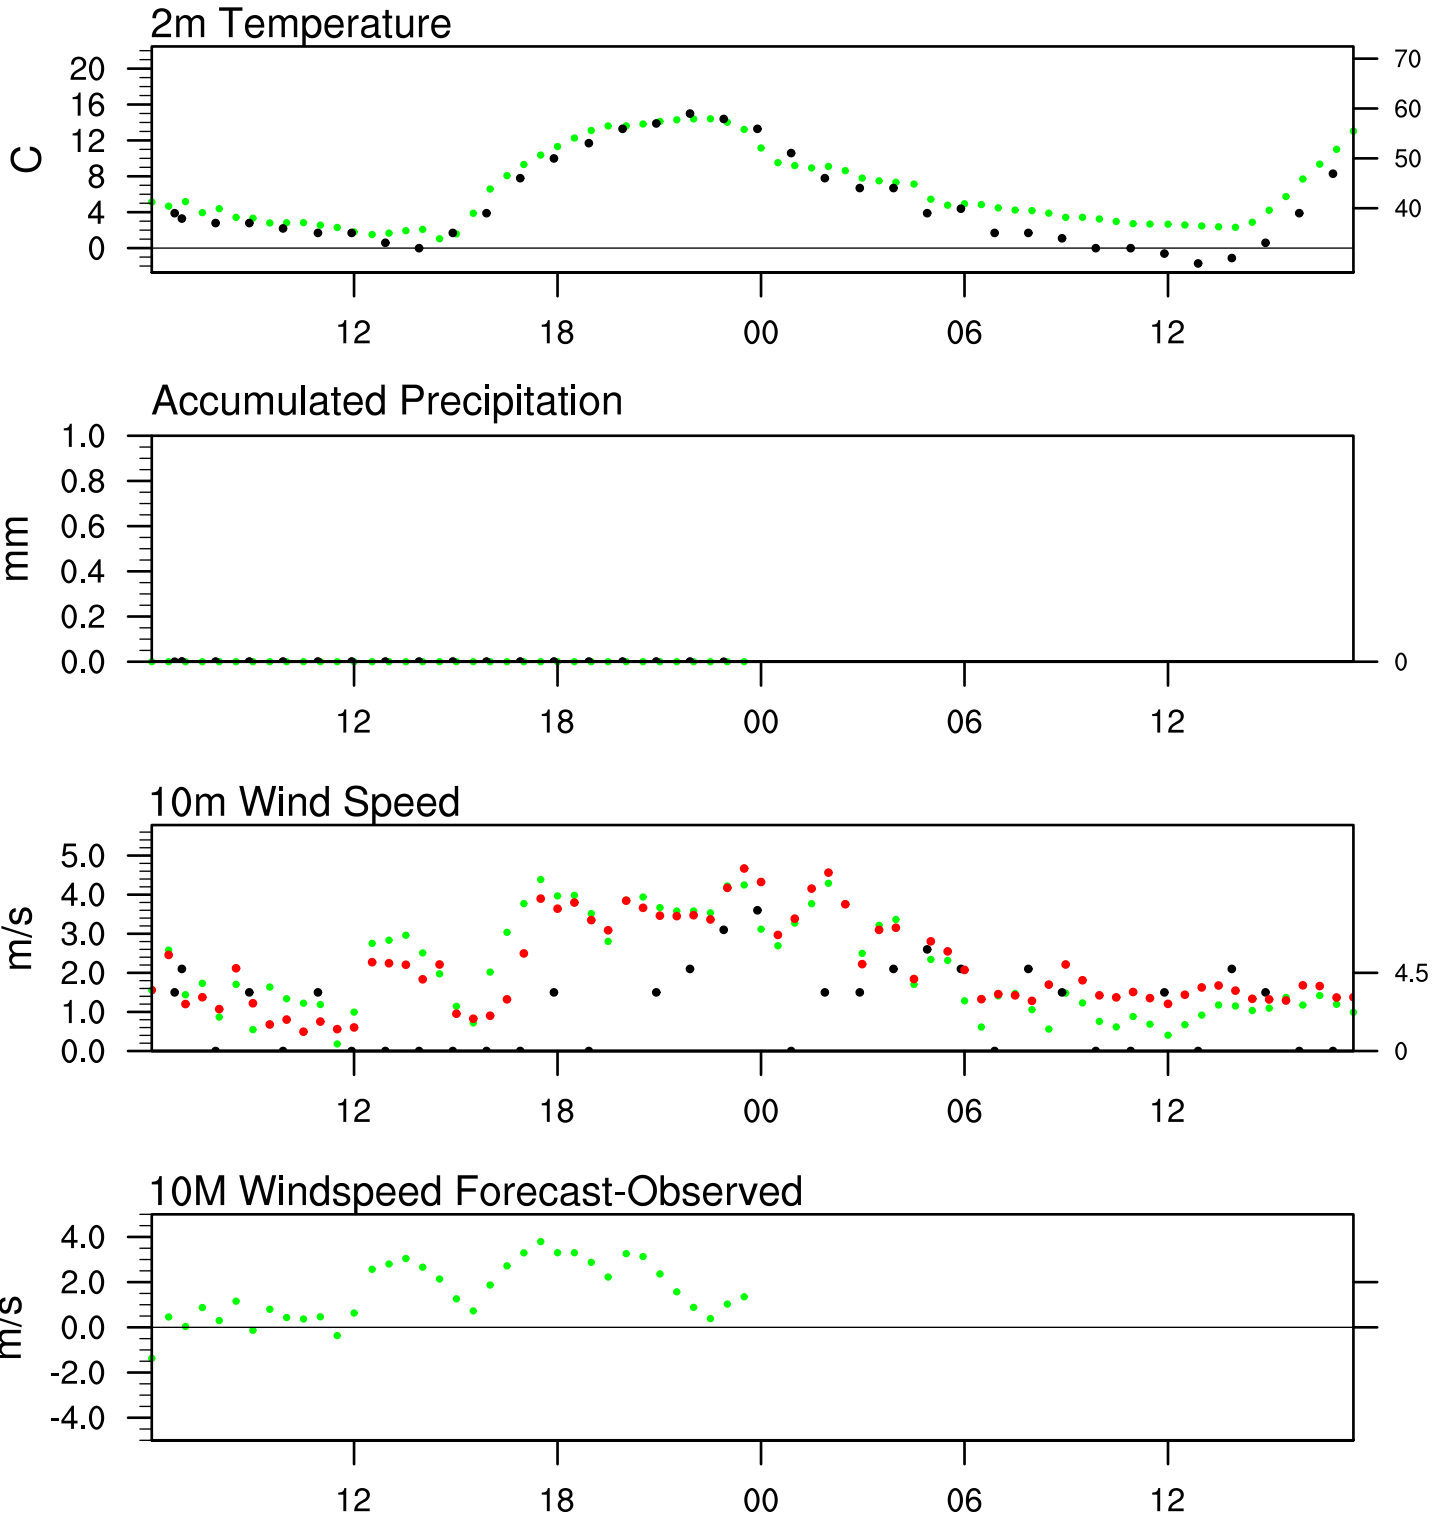 2m Temperature
20
16
12
8
4
0
C
70
60
50
40
12 18 00 06 12
Accumulated Precipitation
1.0
0.8
0.6
0.4
0.2
0.0
mm
0
12 18 00 06 12
10m Wind Speed
5.0
4.0
3.0
2.0
1.0
0.0
m/s
4.5
0
12 18 00 06 12
10M Windspeed Forecast-Observed
4.0
2.0
0.0
-2.0
-4.0
m/s
12 18 00 06 12